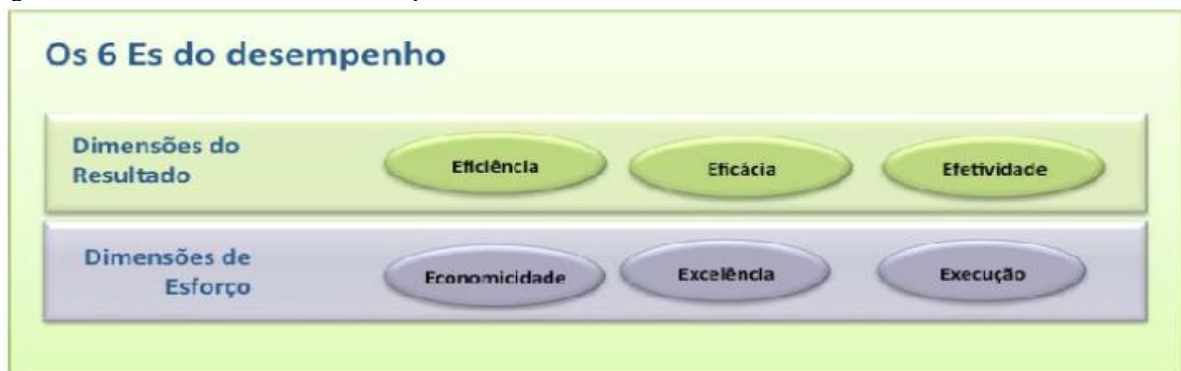 Os 6 Es do desempenho
Dimensões do
Resultado
Eficiência
Eficácia
Efetividade
Dimensões de
Esforço
Economicidade
Excelência
Execução